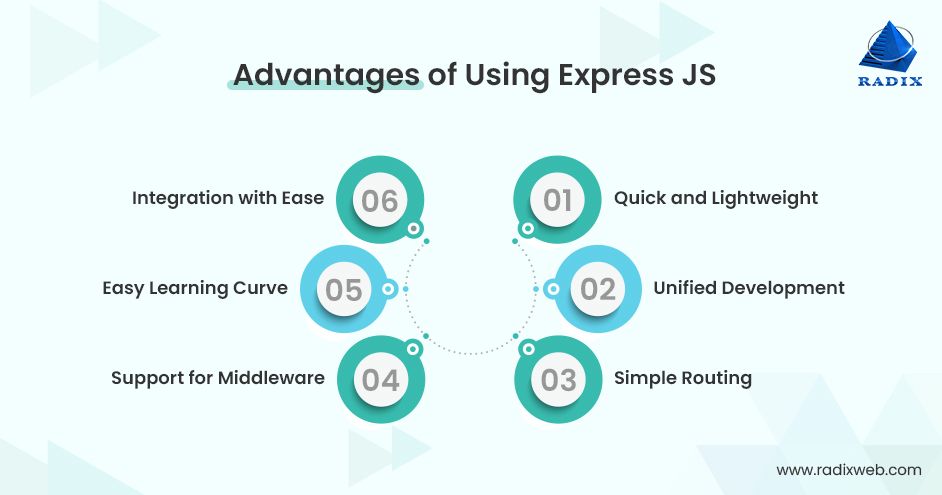 Advantages of Using Express JS
RADIX
01
Quick and Lightweight
02
Unified Development
03
Simple Routing
04
Support for Middleware
05
Easy Learning Curve
06
Integration with Ease
www.radixweb.com